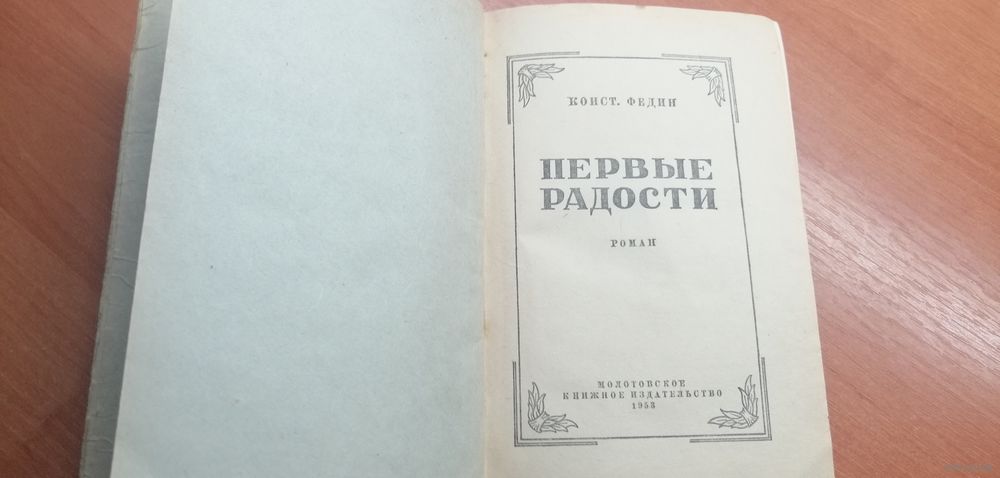 КОНСТ. ФЕДИН
ПЕРВЫЕ
РАДОСТИ
РОМАН
МОЛОТОВСКОЕ
КНИЖНОЕ ИЗДАТЕЛЬСТВО
1953